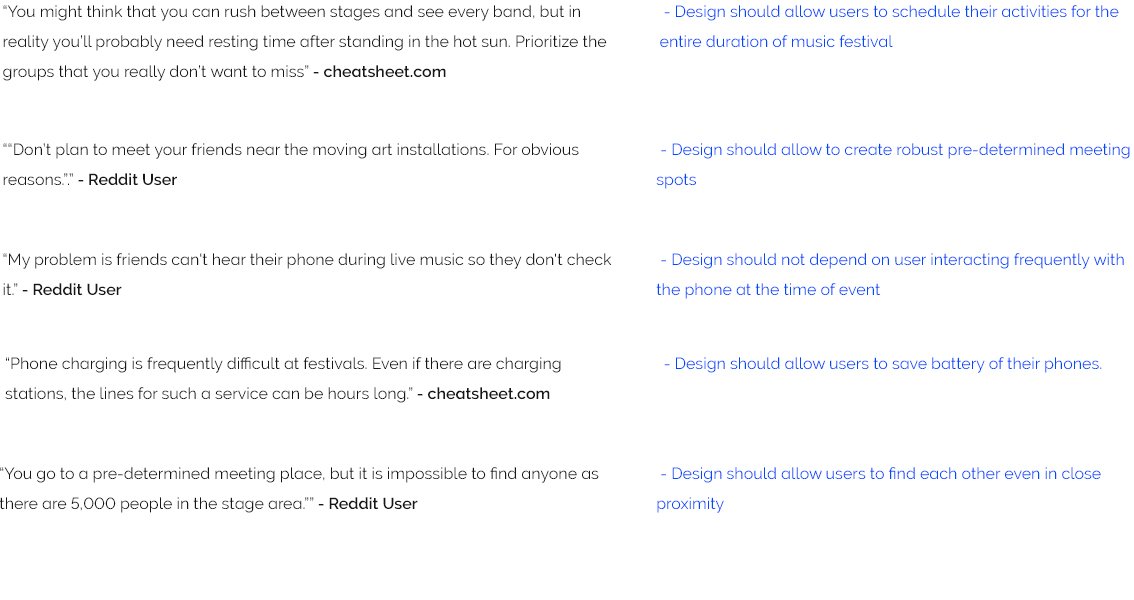 “You might think that you can rush between stages and see every band, but in
reality you’ll probably need resting time after standing in the hot sun. Prioritize the
groups that you really don’t want to miss” - cheatsheet.com
- Design should allow users to schedule their activities for the
entire duration of music festival
““Don’t plan to meet your friends near the moving art installations. For obvious
reasons.”.” - Reddit User
- Design should allow to create robust pre-determined meeting
spots
“My problem is friends can't hear their phone during live music so they don't check
it.” - Reddit User
- Design should not depend on user interacting frequently with
the phone at the time of event
“Phone charging is frequently difficult at festivals. Even if there are charging
stations, the lines for such a service can be hours long.” - cheatsheet.com
- Design should allow users to save battery of their phones.
“You go to a pre-determined meeting place, but it is impossible to find anyone as
there are 5,000 people in the stage area.”” - Reddit User
- Design should allow users to find each other even in close
proximity